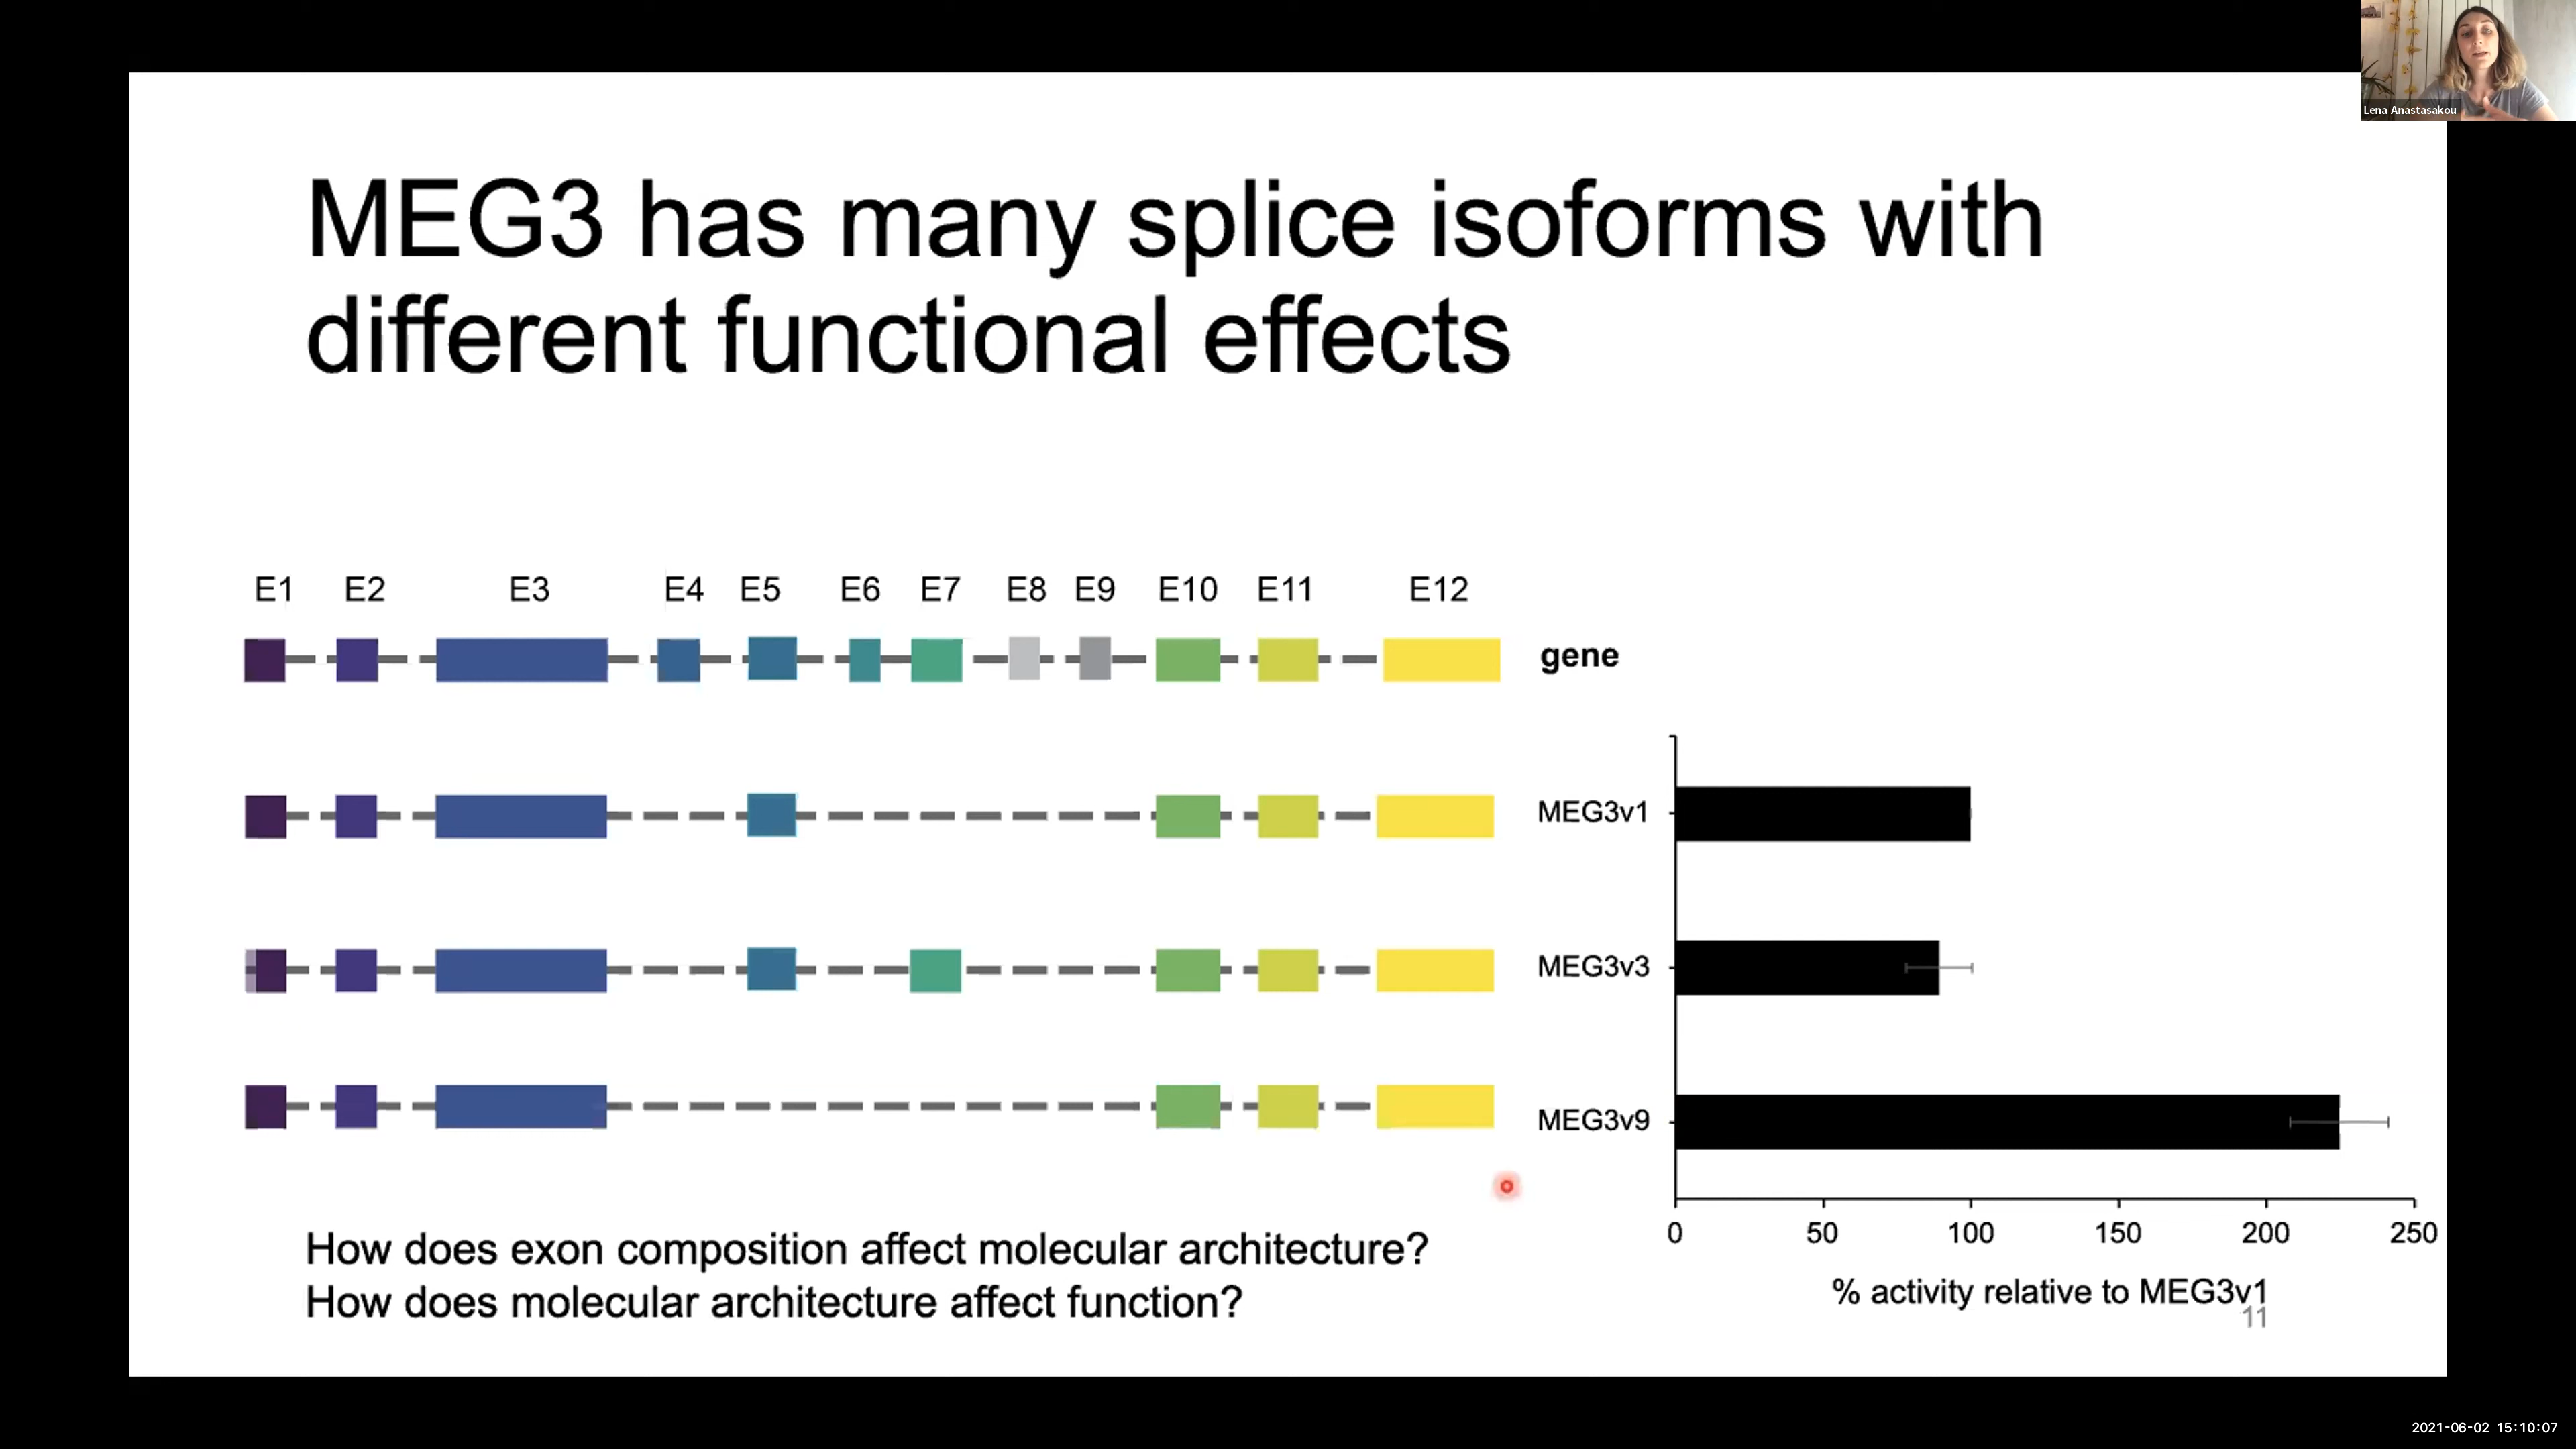 Lena Anastasakou
MEG3 has many splice isoforms with
different functional effects
E1 E2 E3 E4 E5 E6 E7 E8 E9 E10 E11 E12
gene
MEG3v1
MEG3v3
MEG3v9
0 50 100 150 200 250
% activity relative to MEG3v1
How does exon composition affect molecular architecture?
How does molecular architecture affect function?
11
2021-06-02 15:10:07